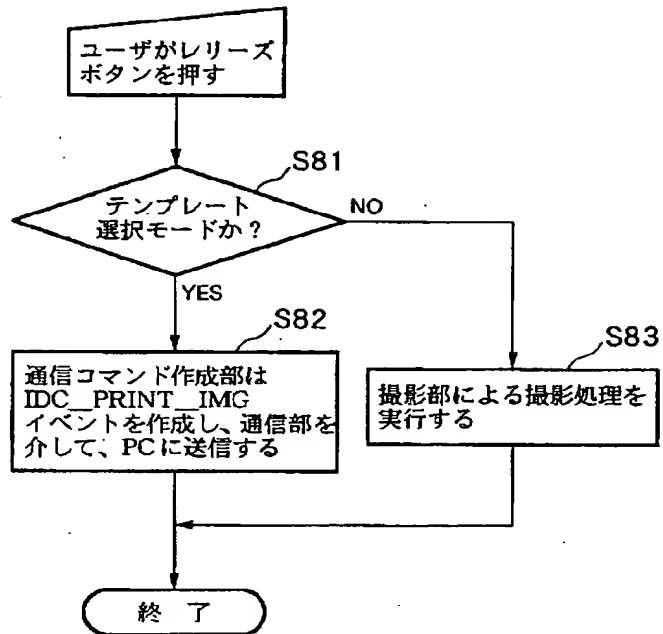 ユーザがレリーズ
ボタンを押す
S81
テンプレート
選択モードか?
NO
YES
S82
通信コマンド作成部は
IDC__PRINT__IMG
イベントを作成し、通信部を
介して、PCに送信する
S83
撮影部による撮影処理を
実行する
終 了